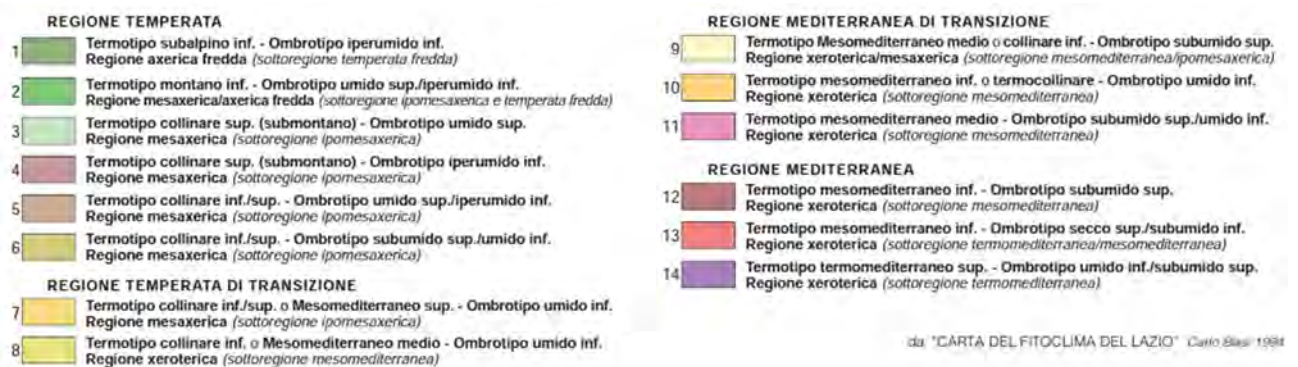 REGIONE TEMPERATA
1 Termotipo subalpino inf. - Ombrotipo iperumido inf.
Regione axerica fredda (sottoregione temperata fredda)
2 Termotipo montano inf. - Ombrotipo umido sup./iperumido inf.
Regione mesaxerica/axerica fredda (sottoregione ipomesaxerica e temperata fredda)
3 Termotipo collinare sup. (submontano) - Ombrotipo umido sup.
Regione mesaxerica (sottoregione ipomesaxerica)
4 Termotipo collinare sup. (submontano) - Ombrotipo iperumido inf.
Regione mesaxerica (sottoregione ipomesaxerica)
5 Termotipo collinare inf./sup. - Ombrotipo umido sup./iperumido inf.
Regione mesaxerica (sottoregione ipomesaxerica)
6 Termotipo collinare inf./sup. - Ombrotipo subumido sup./umido inf.
Regione mesaxerica (sottoregione ipomesaxerica)
REGIONE TEMPERATA DI TRANSIZIONE
7 Termotipo collinare inf./sup. o Mesomediterraneo sup. - Ombrotipo umido inf.
Regione mesaxerica (sottoregione ipomesaxerica)
8 Termotipo collinare inf. o Mesomediterraneo medio - Ombrotipo umido inf.
Regione xeroterica (sottoregione mesomediterranea)
REGIONE MEDITERRANEA DI TRANSIZIONE
9 Termotipo Mesomediterraneo medio o collinare inf. - Ombrotipo subumido sup.
Regione xeroterica/mesaxerica (sottoregione mesomediterranea/ipomesaxerica)
10 Termotipo mesomediterraneo inf. o termocollinare - Ombrotipo umido inf.
Regione xeroterica (sottoregione mesomediterranea)
11 Termotipo mesomediterraneo medio - Ombrotipo subumido sup./umido inf.
Regione xeroterica (sottoregione mesomediterranea)
REGIONE MEDITERRANEA
12 Termotipo mesomediterraneo inf. - Ombrotipo subumido sup.
Regione xeroterica (sottoregione mesomediterranea)
13 Termotipo mesomediterraneo inf. - Ombrotipo secco sup./subumido inf.
Regione xeroterica (sottoregione termomediterranea/mesomediterranea)
14 Termotipo termomediterraneo sup. - Ombrotipo umido inf./subumido sup.
Regione xeroterica (sottoregione termomediterranea)
da "CARTA DEL FITOCLIMA DEL LAZIO" Carlo Blasi 1994